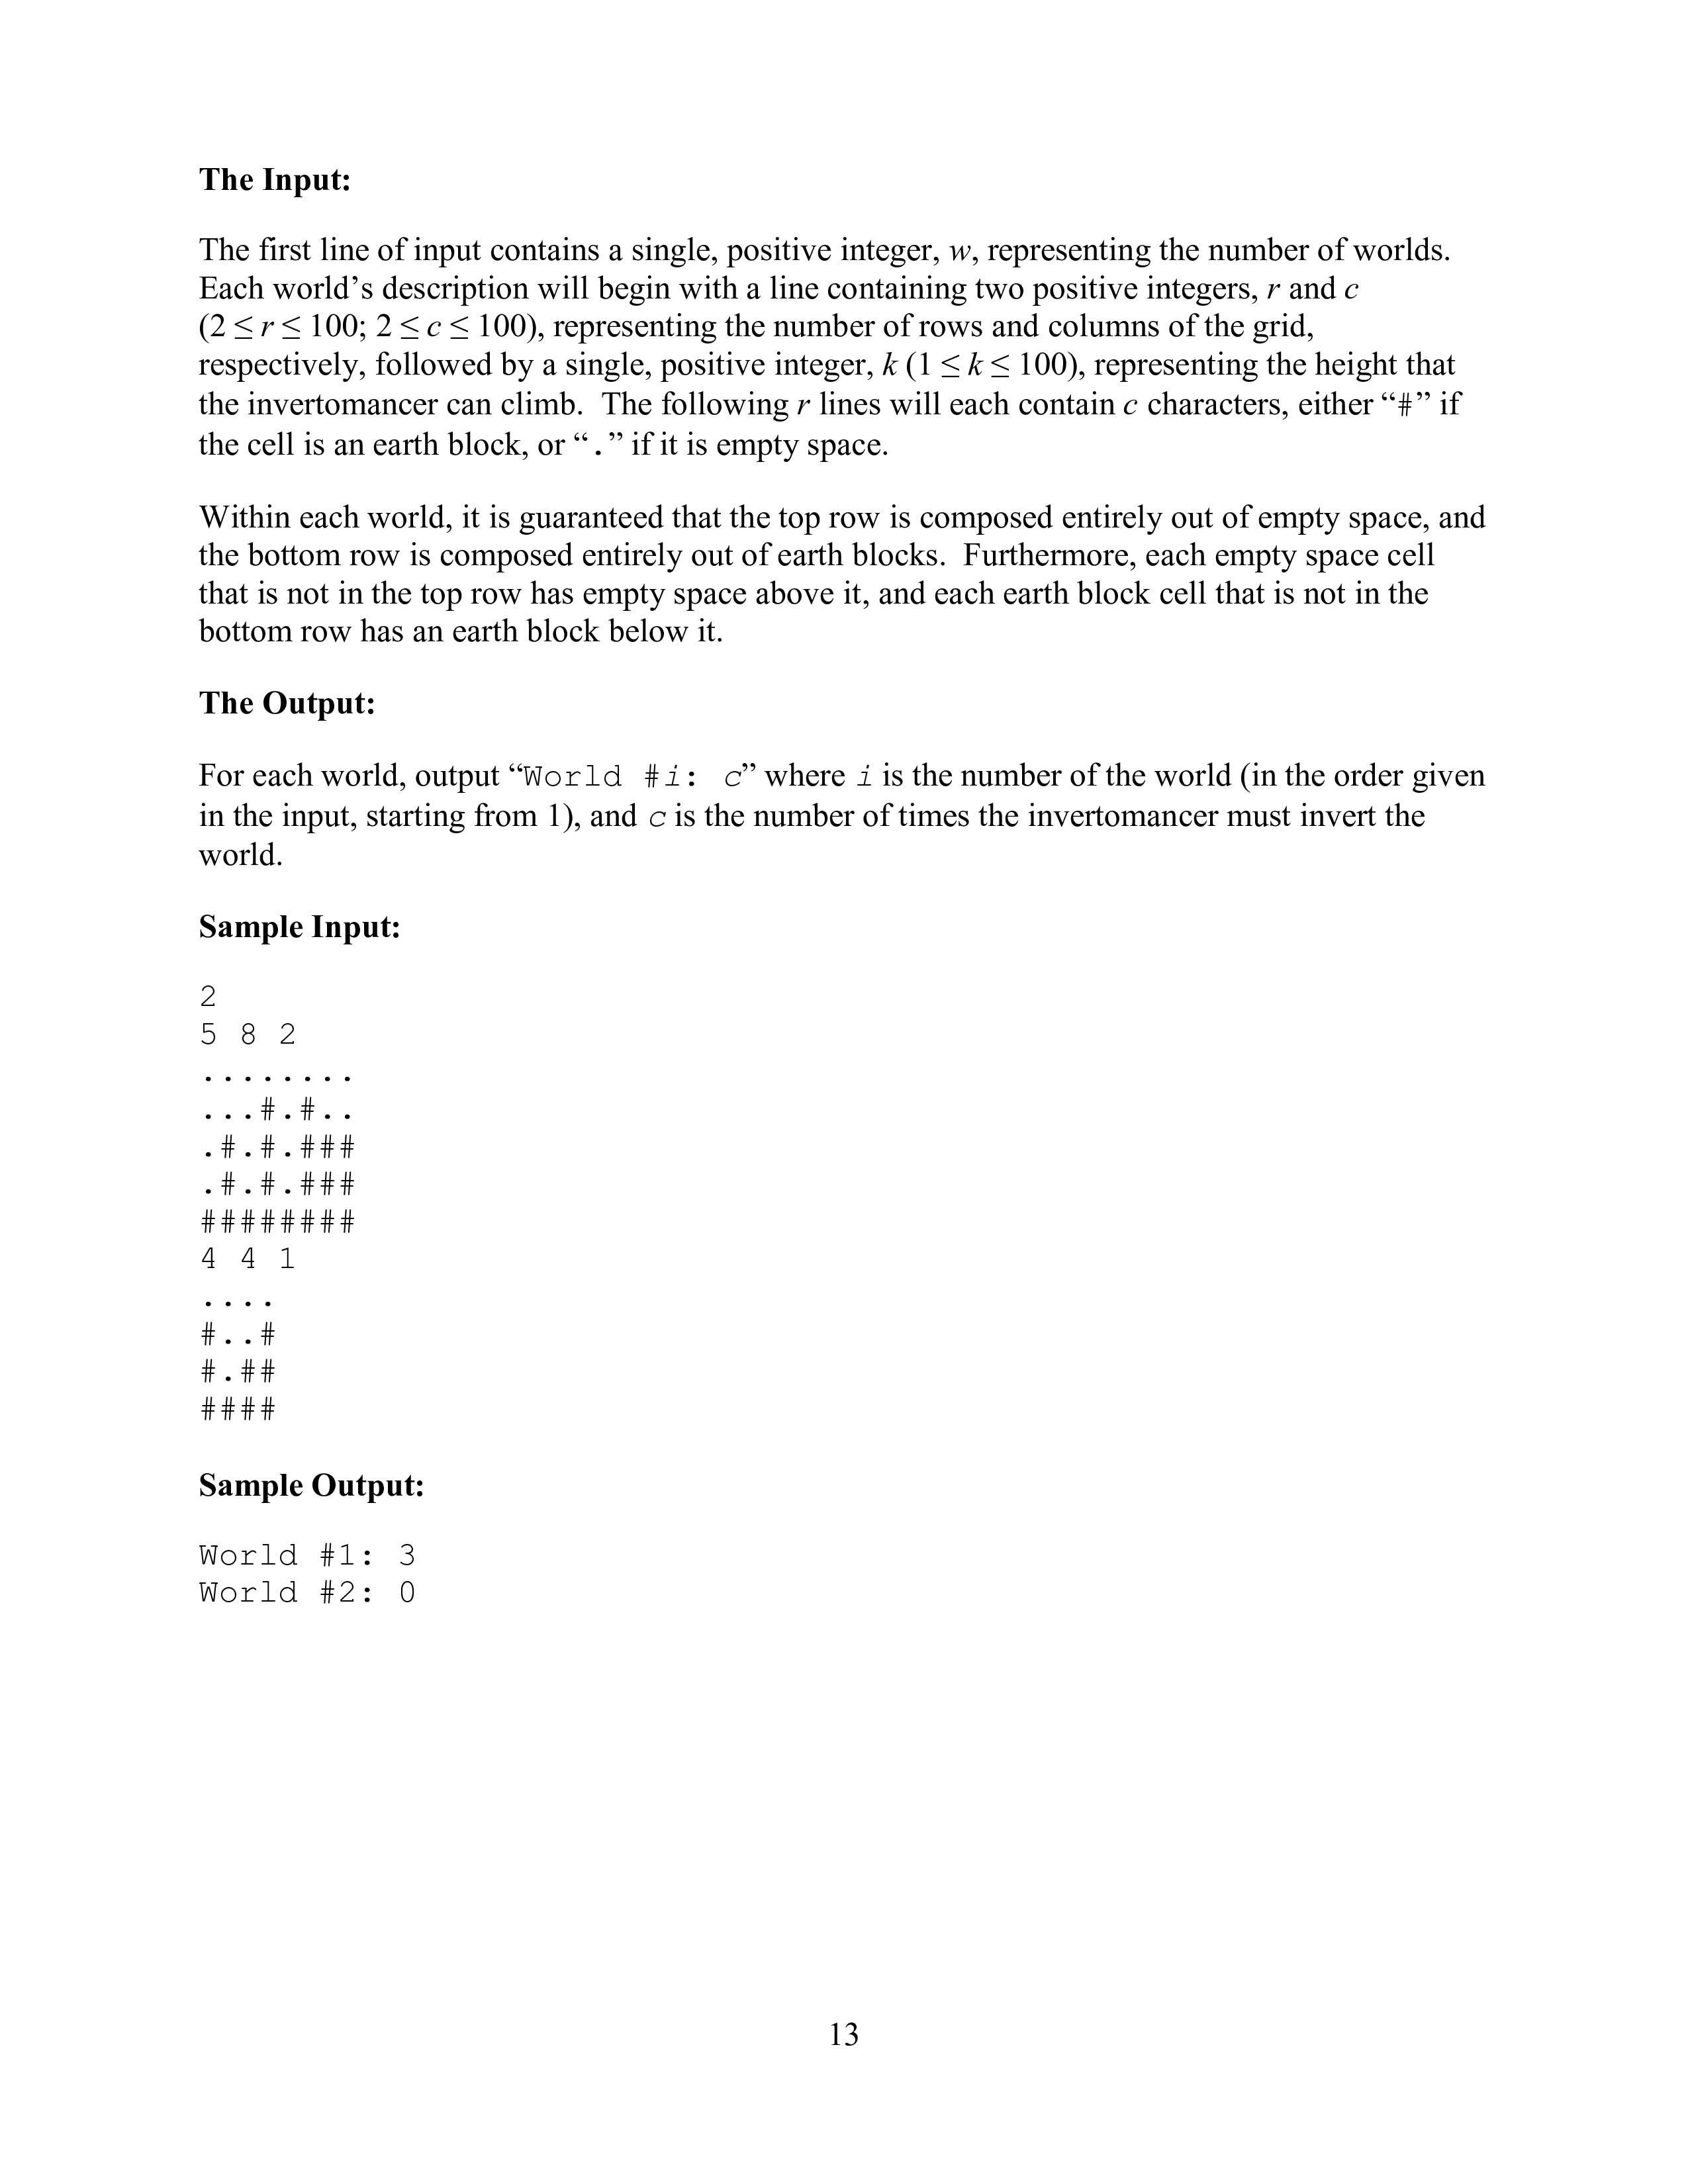 The Input:
The first line of input contains a single, positive integer, w, representing the number of worlds.
Each world’s description will begin with a line containing two positive integers, r and c
(2 ≤ r ≤ 100; 2 ≤ c ≤ 100), representing the number of rows and columns of the grid,
respectively, followed by a single, positive integer, k (1 ≤ k ≤ 100), representing the height that
the invertomancer can climb.  The following r lines will each contain c characters, either “#” if
the cell is an earth block, or “.” if it is empty space.
Within each world, it is guaranteed that the top row is composed entirely out of empty space, and
the bottom row is composed entirely out of earth blocks.  Furthermore, each empty space cell
that is not in the top row has empty space above it, and each earth block cell that is not in the
bottom row has an earth block below it.
The Output:
For each world, output “World #i: c” where i is the number of the world (in the order given
in the input, starting from 1), and c is the number of times the invertomancer must invert the
world.
Sample Input:
2
5 8 2
........
...#.#..
.#.#.###
.#.#.###
########
4 4 1
....
#..#
#.##
####
Sample Output:
World #1: 3
World #2: 0
13